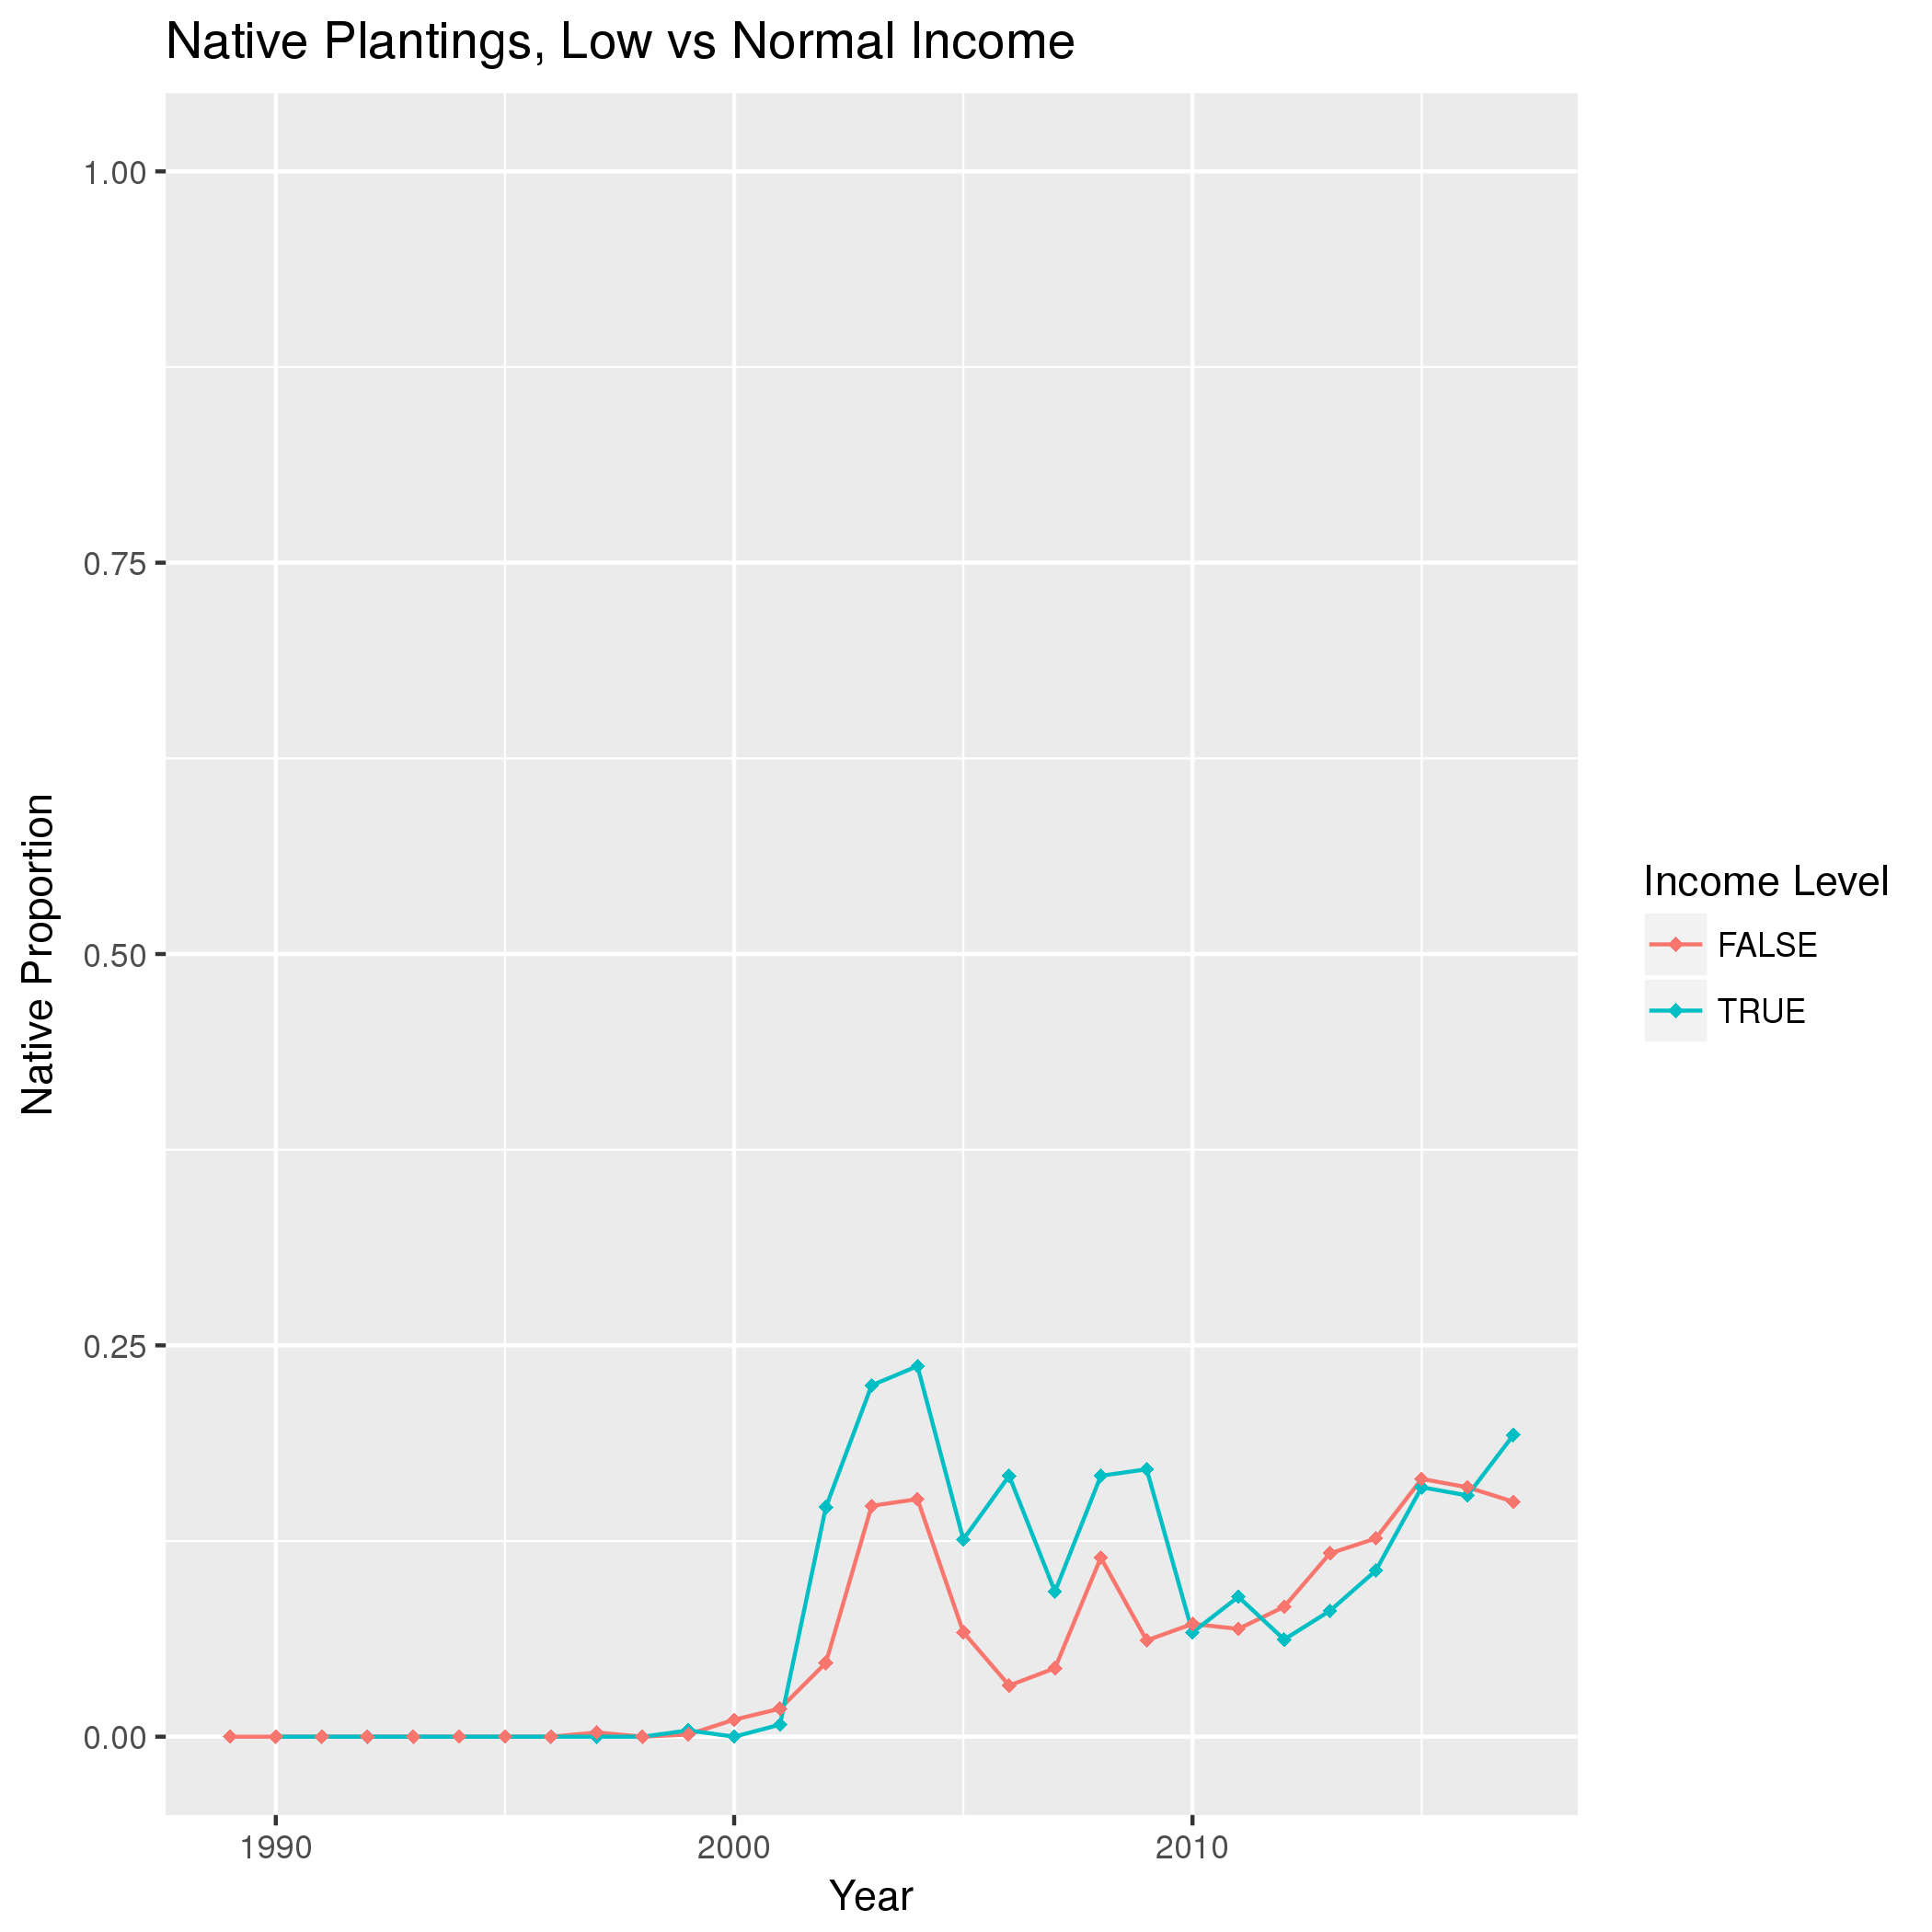 Native Plantings, Low vs Normal Income
1.00
0.75
0.50
0.25
0.00
Native Proportion
1990
2000
2010
Year
Income Level
FALSE
TRUE